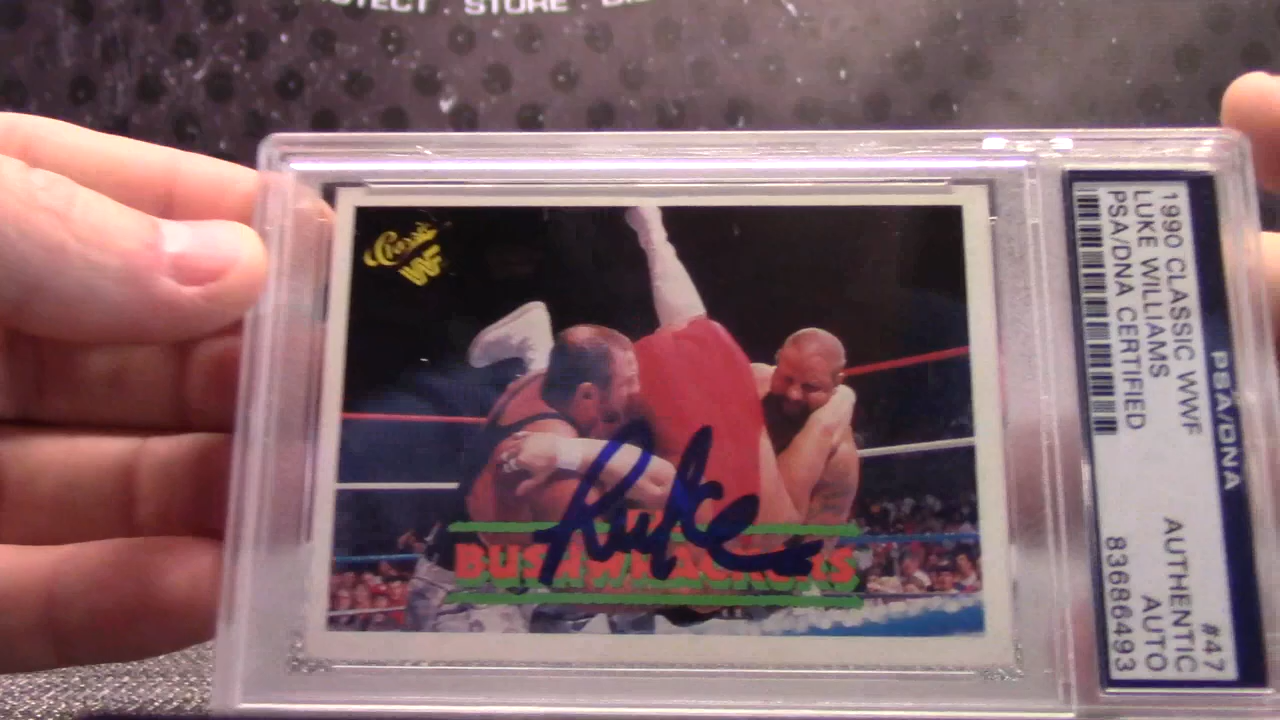 PROTECT . STORE .
Classic
WWF
Luke
BUSHWHACKERS
1990 CLASSIC WWF
LUKE WILLIAMS
PSA/DNA CERTIFIED
#47
AUTHENTIC
AUTO
83686493
PSA/DNA